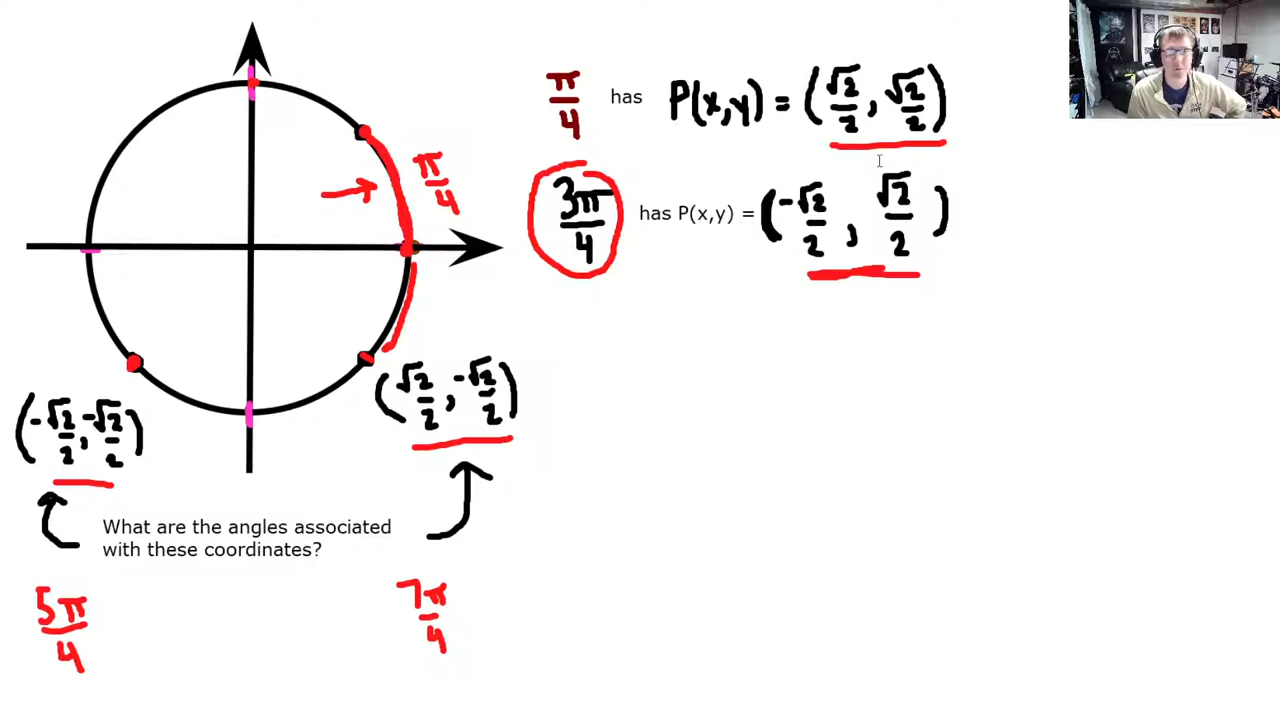 π/4 has P(x,y) = (√2/2, √2/2)
π/4
3π/4 has P(x,y) = (-√2/2, √2/2)
(√2/2, -√2/2)
(-√2/2, -√2/2)
What are the angles associated
with these coordinates?
5π/4
7π/4